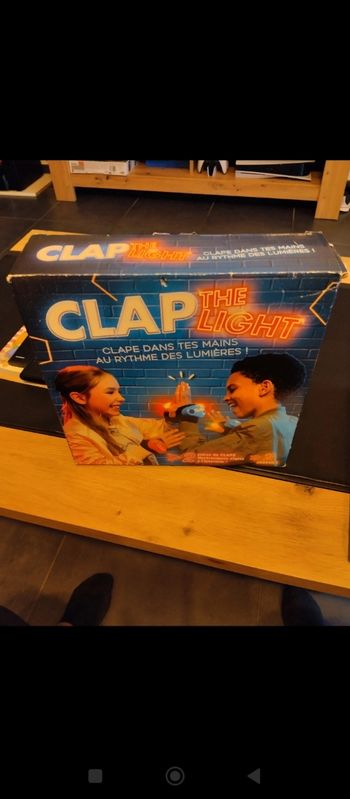 CLAP THE LIGHT
CLAPE DANS TES MAINS
AU RYTHME DES LUMIÈRES !
CLAP THE LIGHT
CLAPE DANS TES MAINS
AU RYTHME DES LUMIÈRES !